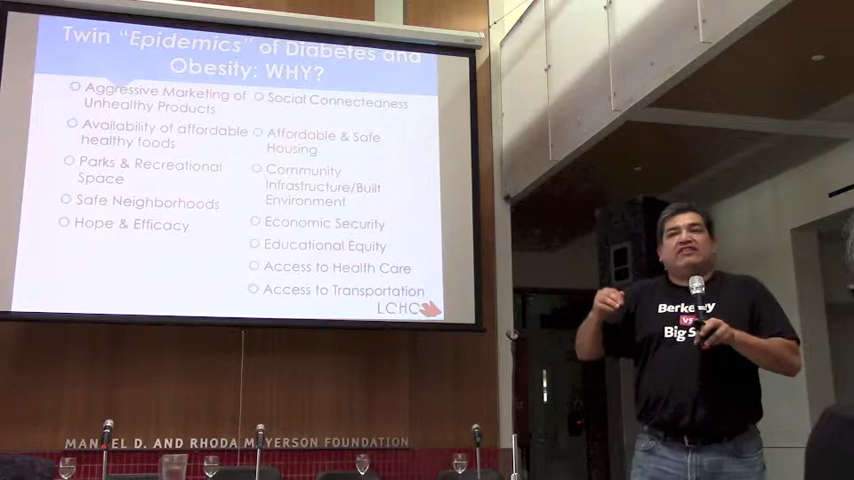 Twin "Epidemics" of Diabetes and
Obesity: WHY?
Aggressive Marketing of
Unhealthy Products
Availability of affordable
healthy foods
Parks & Recreational
Space
Safe Neighborhoods
Hope & Efficacy
Social Connectedness
Affordable & Safe
Housing
Community
Infrastructure/Built
Environment
Economic Security
Educational Equity
Access to Health Care
Access to Transportation
LCHC
Berkeley
vs
Big
MANUEL D. AND RHODA MAYERSON FOUNDATION